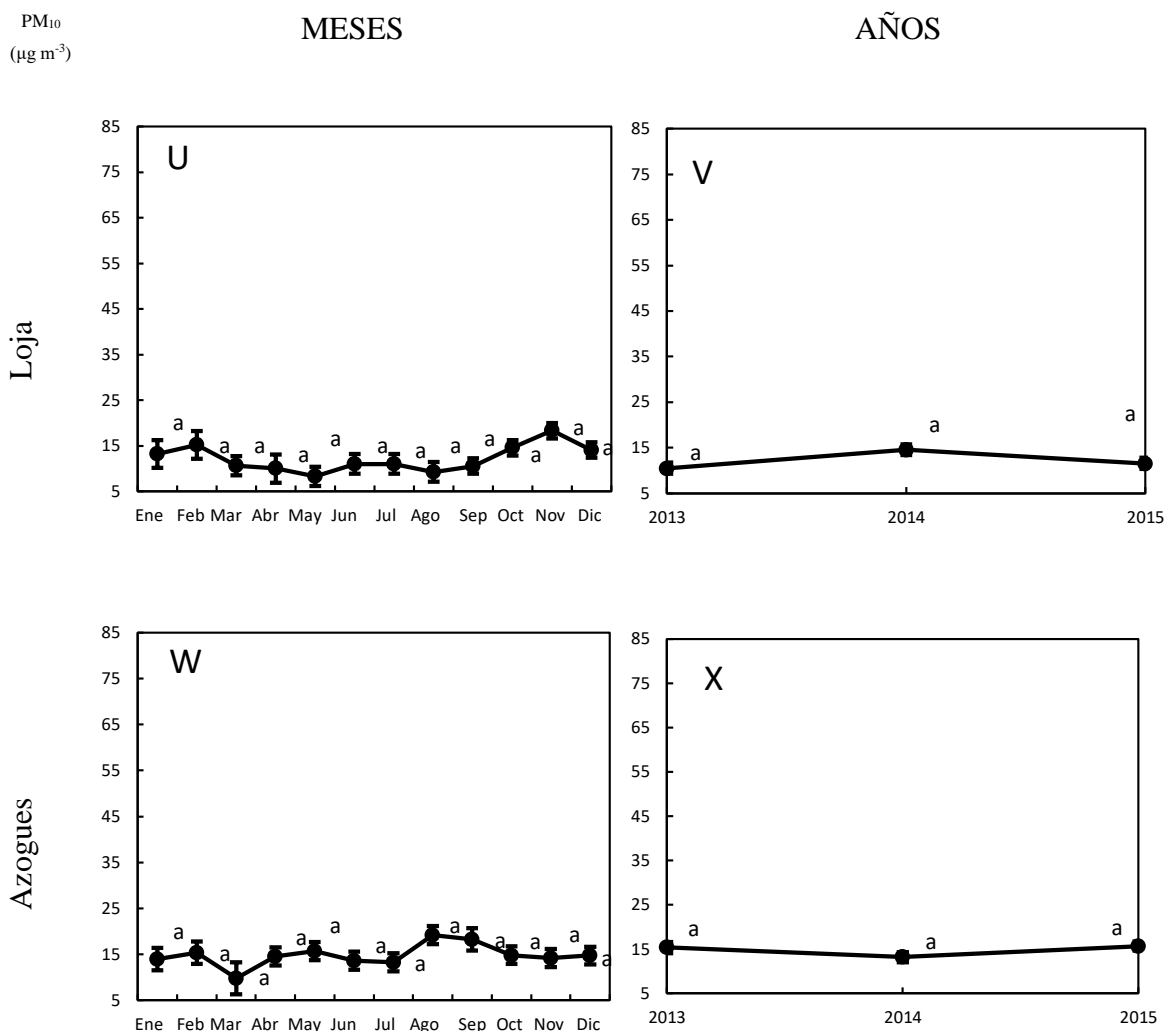 PM₁₀
(µg m⁻³)
MESES
AÑOS
Loja
85
75
65
55
45
35
25
15
5
U
a a a a a a a a a a a a
Ene Feb Mar Abr May Jun Jul Ago Sep Oct Nov Dic
85
75
65
55
45
35
25
15
5
V
a a a
2013 2014 2015
Azogues
85
75
65
55
45
35
25
15
5
W
a a a a a a a a a a a a
Ene Feb Mar Abr May Jun Jul Ago Sep Oct Nov Dic
85
75
65
55
45
35
25
15
5
X
a a a
2013 2014 2015